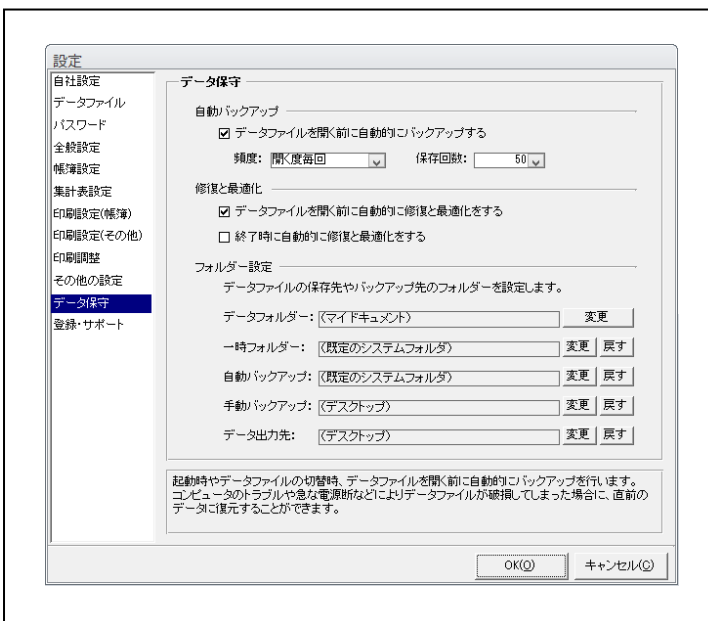 設定
自社設定
データファイル
パスワード
全般設定
帳簿設定
集計表設定
印刷設定(帳簿)
印刷設定(その他)
印刷調整
その他の設定
データ保守
登録・サポート
データ保守
自動バックアップ
データファイルを開く前に自動的にバックアップする
頻度: 開く度毎回 保存回数: 50
修復と最適化
データファイルを開く前に自動的に修復と最適化をする
終了時に自動的に修復と最適化をする
フォルダー設定
データファイルの保存先やバックアップ先のフォルダーを設定します。
データフォルダー: (マイドキュメント) 変更
一時フォルダー: (既定のシステムフォルダ) 変更 戻す
自動バックアップ: (既定のシステムフォルダ) 変更 戻す
手動バックアップ: (デスクトップ) 変更 戻す
データ出力先: (デスクトップ) 変更 戻す
起動時やデータファイルの切替時、データファイルを開く前に自動的にバックアップを行います。
コンピュータのトラブルや急な電源断などによりデータファイルが破損してしまった場合に、直前の
データに復元することができます。
OK(O) キャンセル(C)